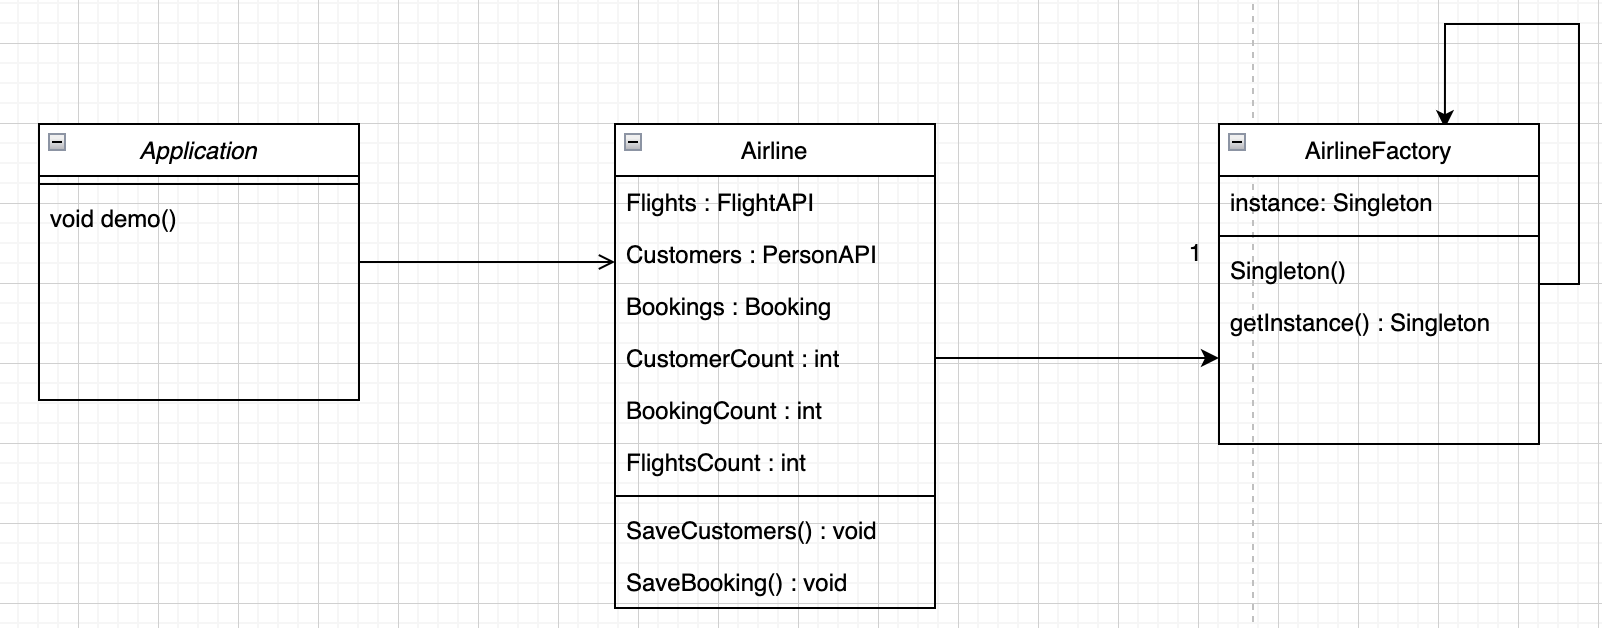 Application
void demo()
Airline
Flights : FlightAPI
Customers : PersonAPI
Bookings : Booking
CustomerCount : int
BookingCount : int
FlightsCount : int
SaveCustomers() : void
SaveBooking() : void
1
AirlineFactory
instance: Singleton
Singleton()
getInstance() : Singleton